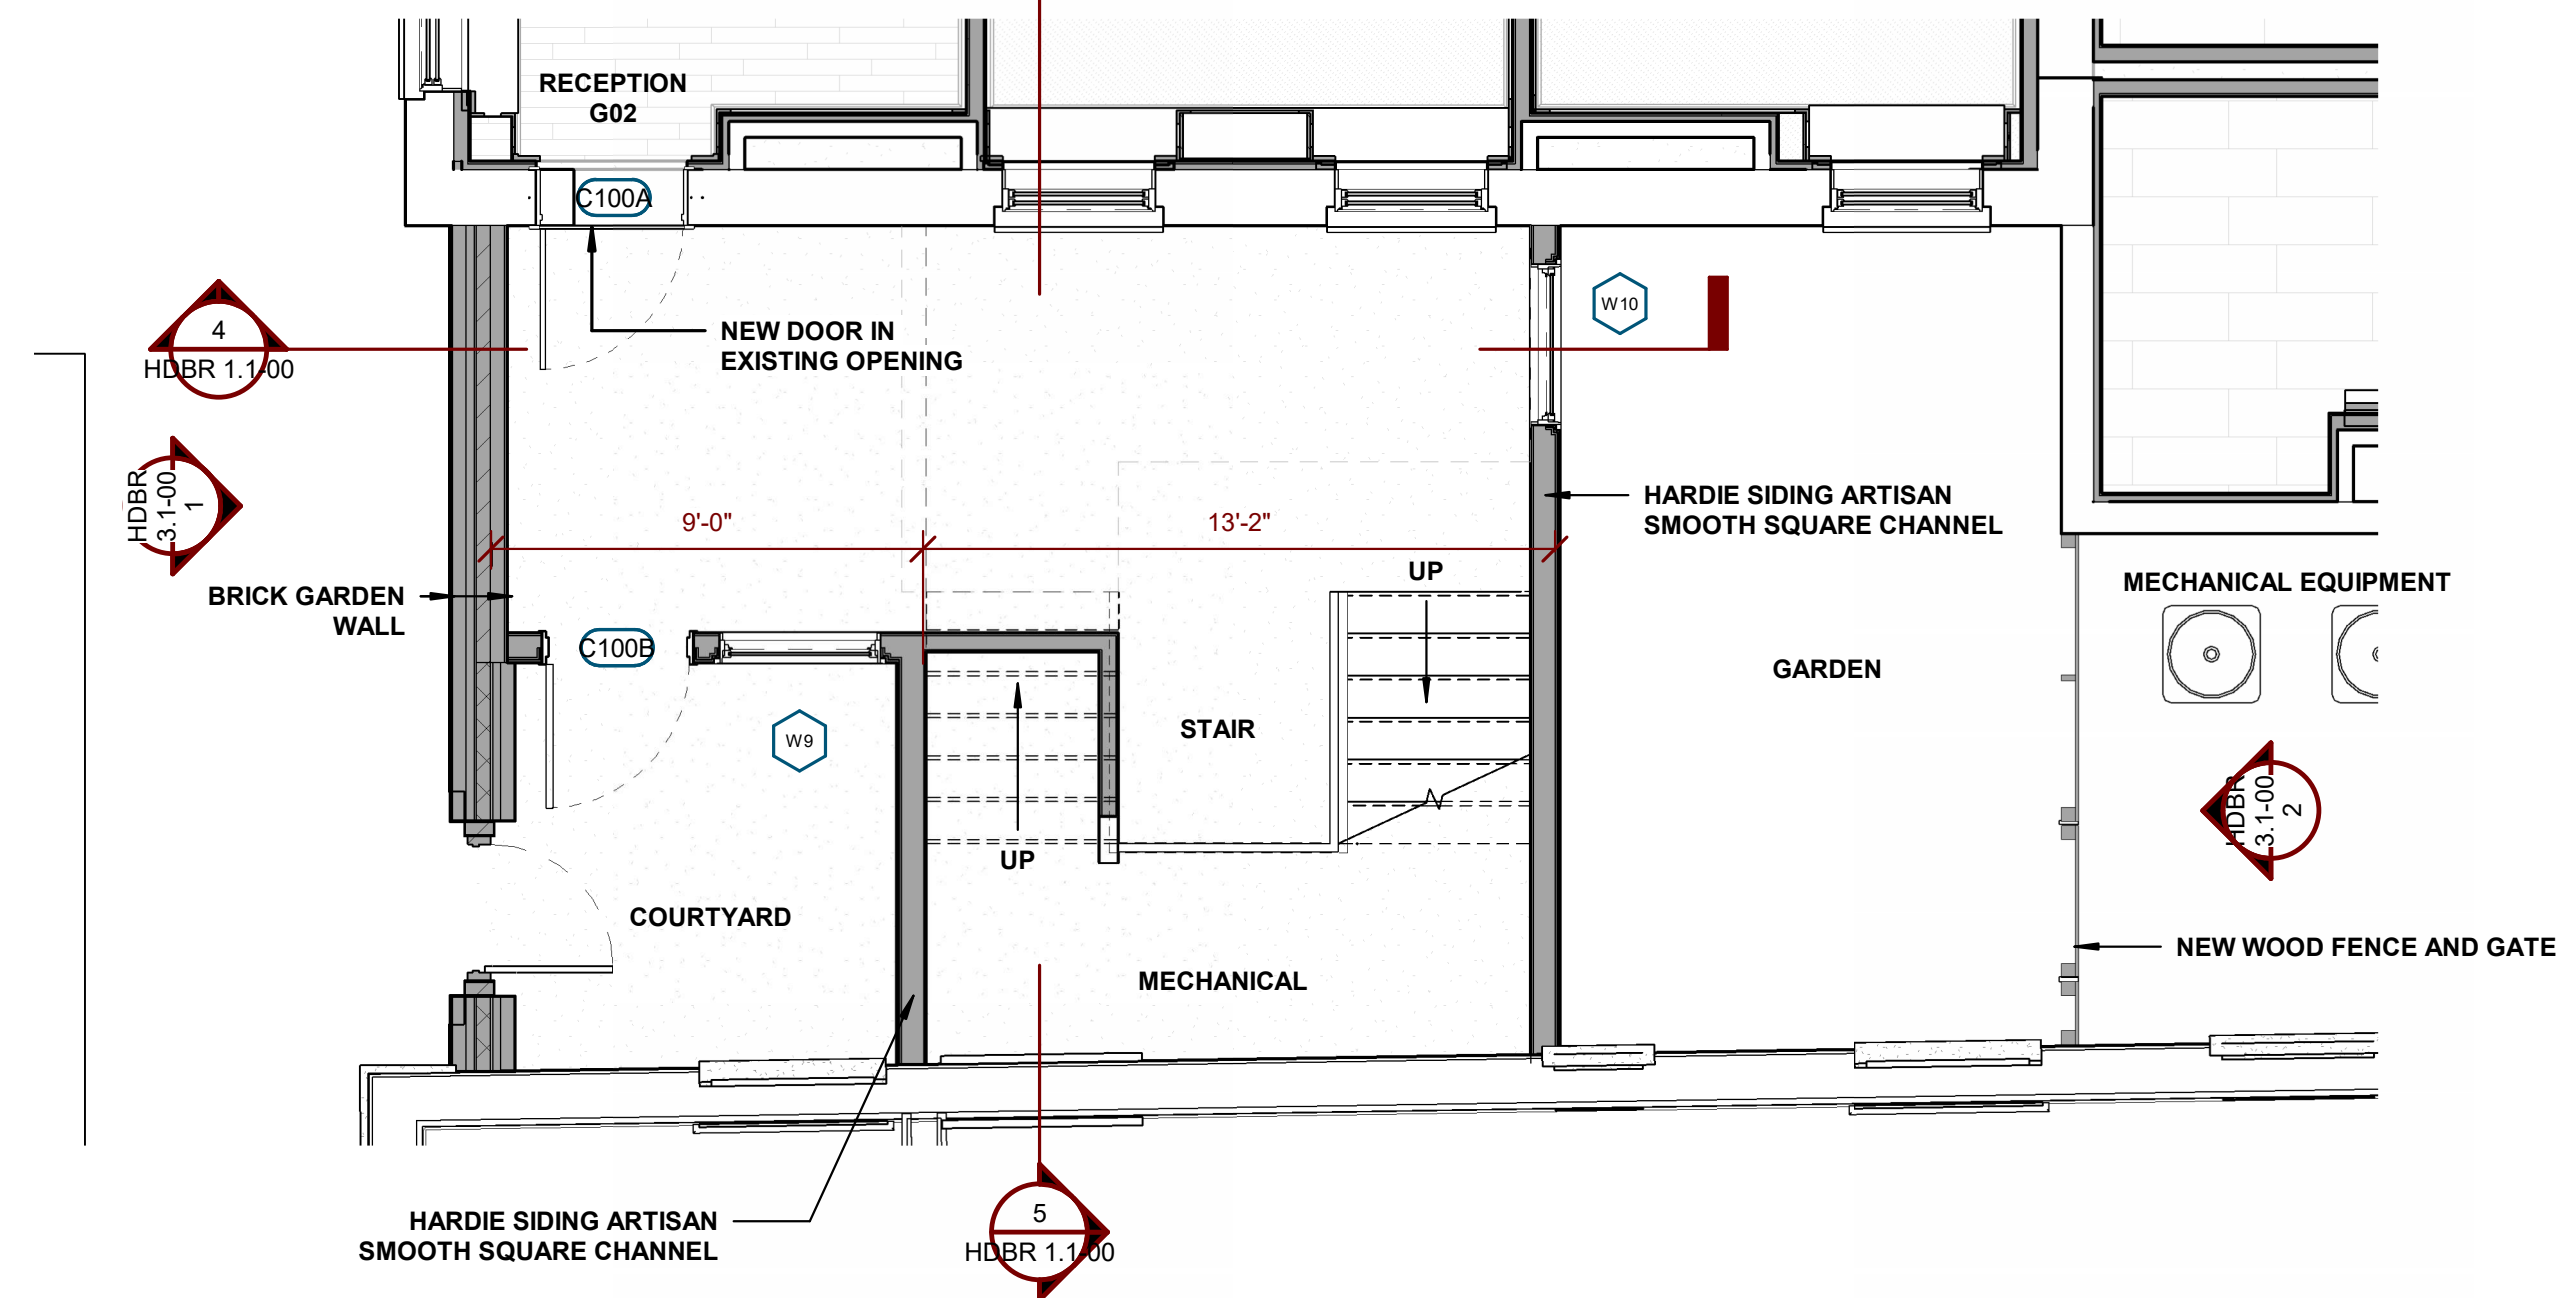 RECEPTION
G02
C100A
NEW DOOR IN
EXISTING OPENING
W10
4
HDBR 1.1-00
HDBR
3.1-00
1
HARDIE SIDING ARTISAN
SMOOTH SQUARE CHANNEL
9'-0"
13'-2"
UP
BRICK GARDEN
WALL
MECHANICAL EQUIPMENT
C100B
GARDEN
STAIR
W9
HDBR
3.1-00
2
UP
COURTYARD
NEW WOOD FENCE AND GATE
MECHANICAL
HARDIE SIDING ARTISAN
SMOOTH SQUARE CHANNEL
5
HDBR 1.1-00